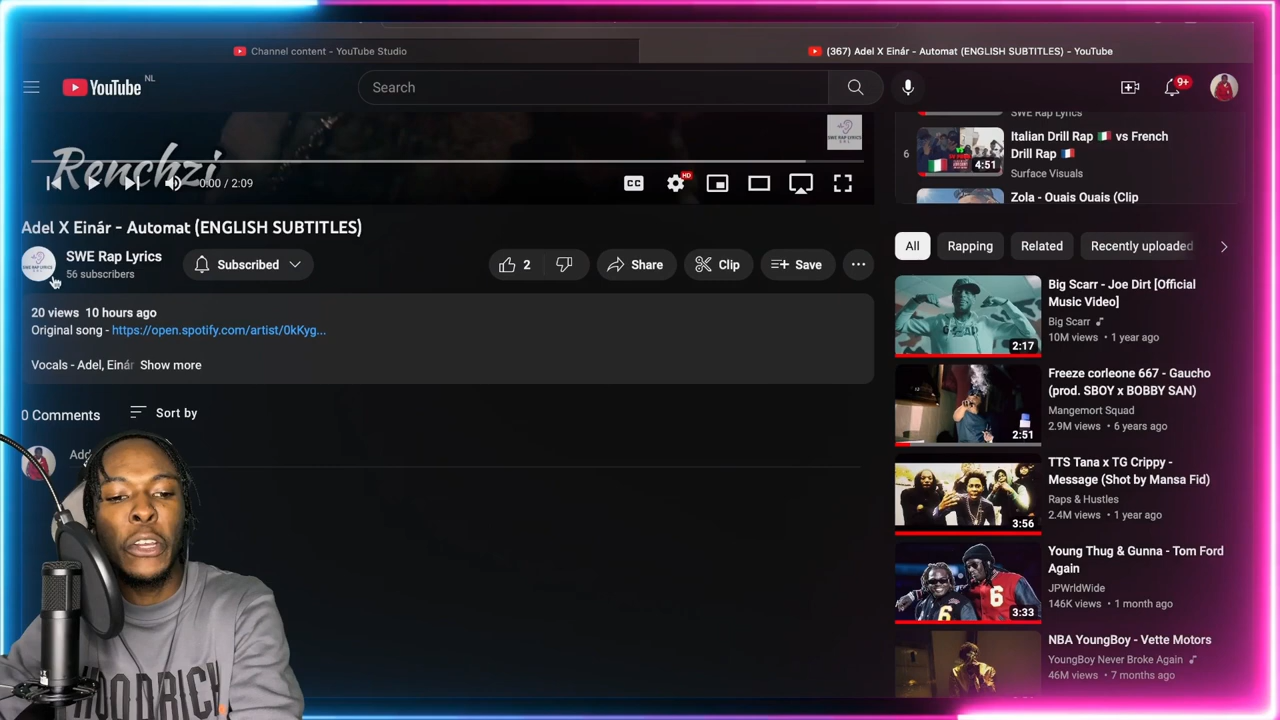 Channel content - YouTube Studio
(367) Adel X Einár - Automat (ENGLISH SUBTITLES) - YouTube
YouTube NL
Search
9+
Renchzi
SWE RAP LYRICS
0:00 / 2:09
CC
HD
Adel X Einár - Automat (ENGLISH SUBTITLES)
SWE Rap Lyrics
56 subscribers
Subscribed
2
Share
Clip
Save
20 views 10 hours ago
Original song - https://open.spotify.com/artist/0kKyg...
Vocals - Adel, Einár Show more
0 Comments
Sort by
Add
HOODRICH
SWE Rap Lyrics
6
4:51
Italian Drill Rap 🇮🇹 vs French
Drill Rap 🇫🇷
Surface Visuals
Zola - Ouais Ouais (Clip
All
Rapping
Related
Recently uploaded
2:17
Big Scarr - Joe Dirt [Official
Music Video]
Big Scarr
10M views • 1 year ago
2:51
Freeze corleone 667 - Gaucho
(prod. SBOY x BOBBY SAN)
Mangemort Squad
2.9M views • 6 years ago
3:56
TTS Tana x TG Crippy -
Message (Shot by Mansa Fid)
Raps & Hustles
2.4M views • 1 year ago
3:33
Young Thug & Gunna - Tom Ford
Again
JPWrldWide
146K views • 1 month ago
NBA YoungBoy - Vette Motors
YoungBoy Never Broke Again
46M views • 7 months ago